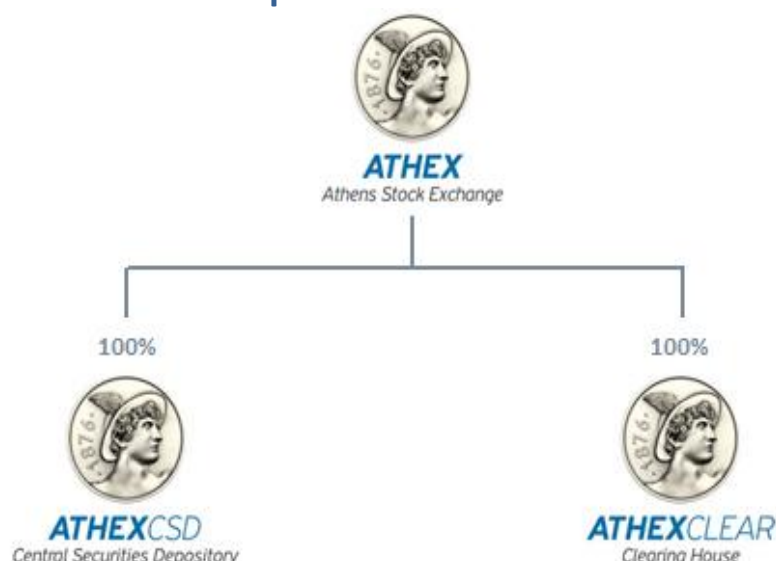 ·1876·
ATHEX
Athens Stock Exchange
100%
100%
·1876·
·1876·
ATHEXCSD
ATHEXCLEAR
Central Securities Depository
Clearing House